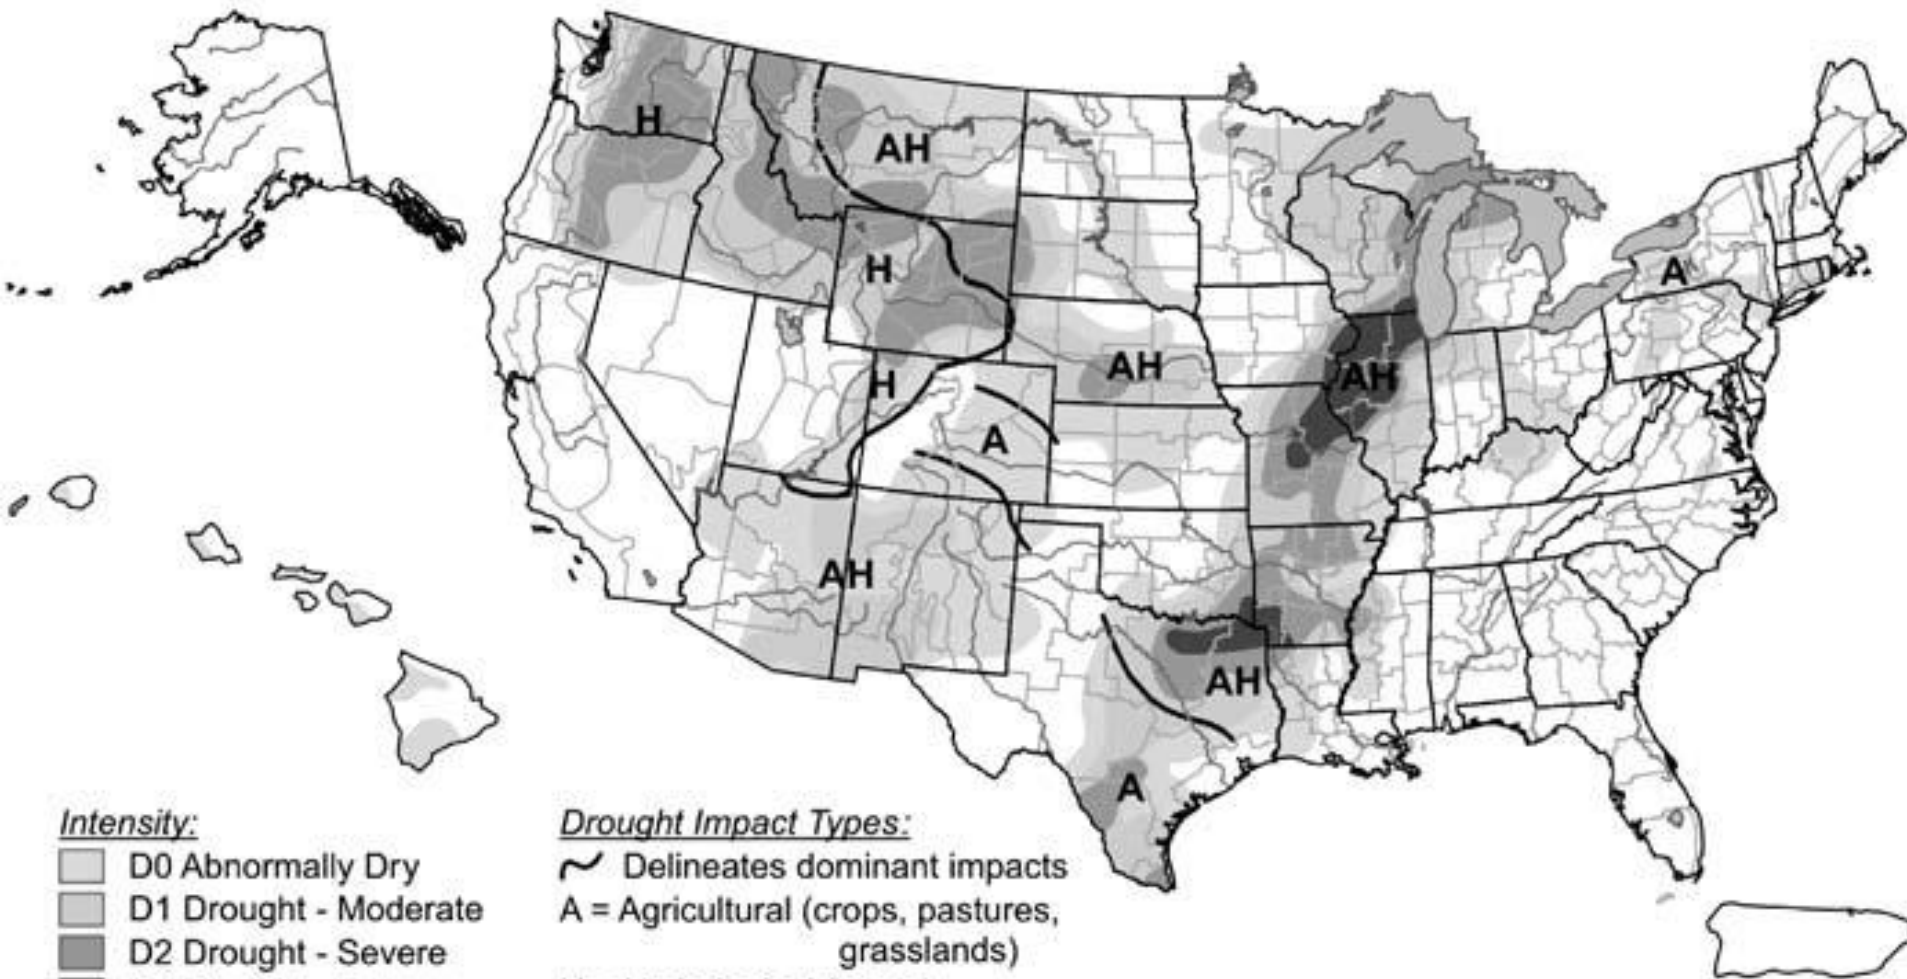 H
AH
H
A
AH
AH
H
A
AH
AH
A
Intensity:
D0 Abnormally Dry
D1 Drought - Moderate
D2 Drought - Severe
Drought Impact Types:
Delineates dominant impacts
A = Agricultural (crops, pastures,
grasslands)